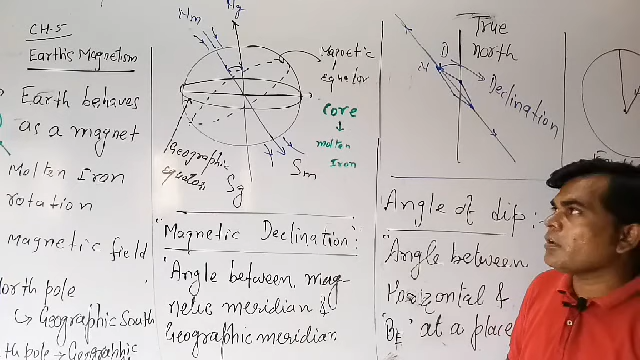 CH-5
Earth's Magnetism
Earth behaves
as a magnet
Molten Iron
rotation
Magnetic field
North pole
↳ Geographic South
th pole → Geographic
Mm
Ng
Magnetic
Equator
Core
↓
molten
Iron
Geographic
Equator
Sg
Sm
Magnetic Declination:
Angle between mag-
netic meridian &
Geographic meridian
True
north
D
Declination
Angle of dip:
Angle between
Horizontal &
at a place